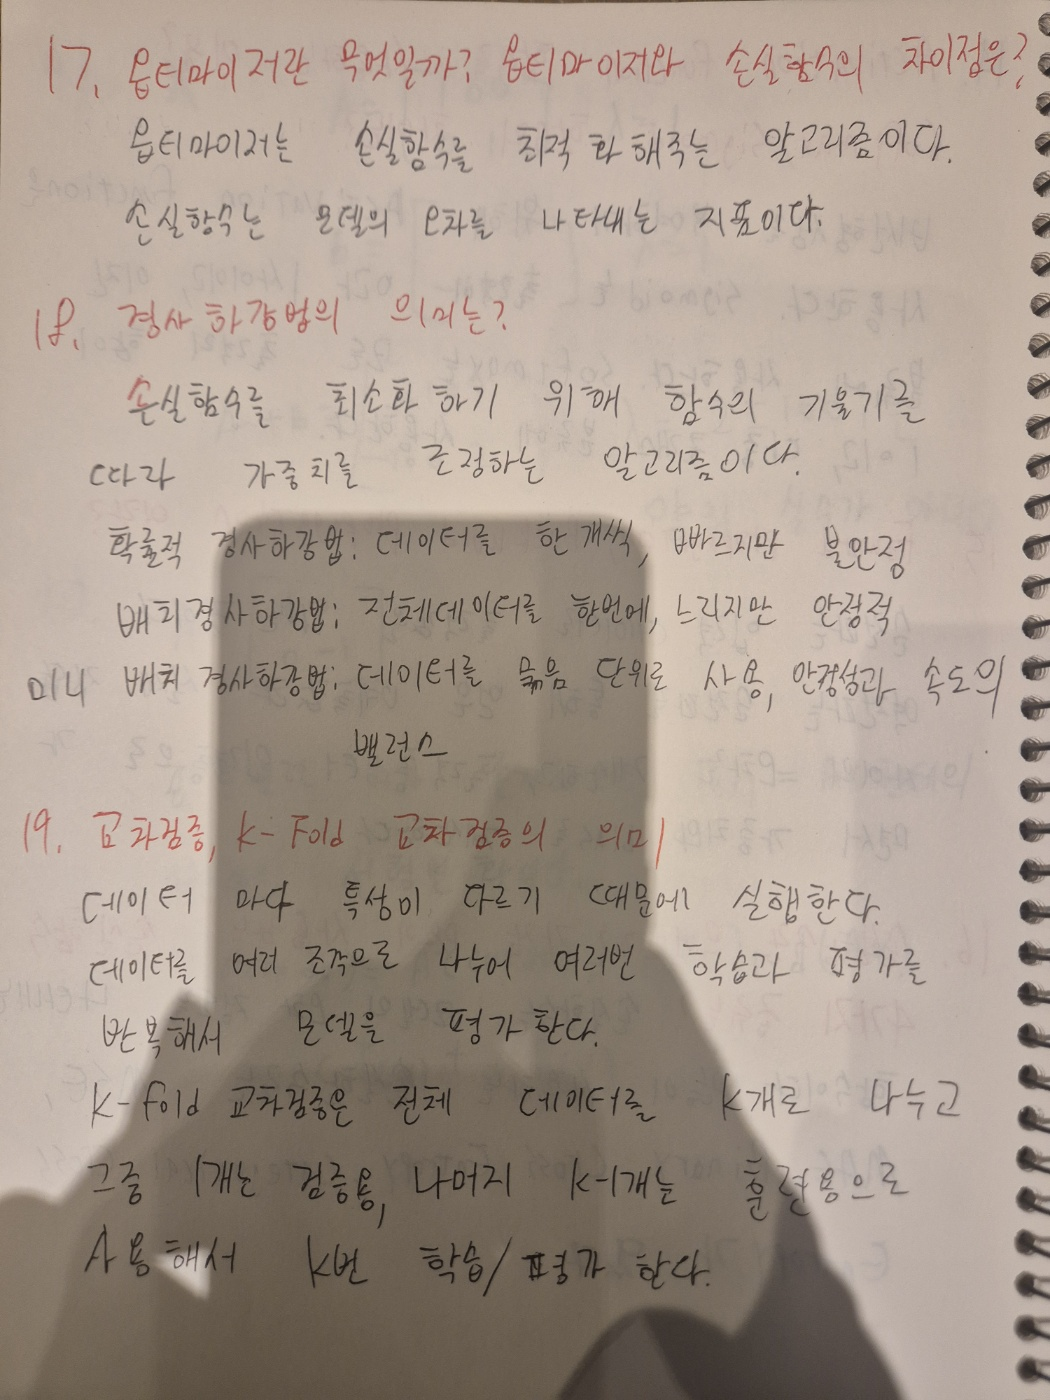 17. 옵티마이저란 무엇일까? 옵티마이저와 손실함수의 차이점은?
옵티마이저는 손실함수를 최적화해주는 알고리즘이다.
손실함수는 모델의 오차를 나타내는 지표이다.
18. 경사하강법의 의미는?
손실함수를 최소화하기 위해 함수의 기울기를
따라 가중치를 조정하는 알고리즘이다.
확률적 경사하강법: 데이터를 한개씩, 빠르지만 불안정
배치경사하강법: 전체데이터를 한번에, 느리지만 안정적
미니 배치 경사하강법: 데이터를 묶음 단위로 사용, 안정성과 속도의
밸런스
19. 교차검증, K-Fold 교차검증의 의미
데이터 마다 특성이 다르기 때문에 실행한다.
데이터를 여러 조각으로 나누어 여러번 학습과 평가를
반복해서 모델을 평가한다.
K-fold 교차검증은 전체 데이터를 K개로 나누고
그중 1개는 검증용, 나머지 K-1개는 훈련용으로
사용해서 K번 학습/평가 한다.